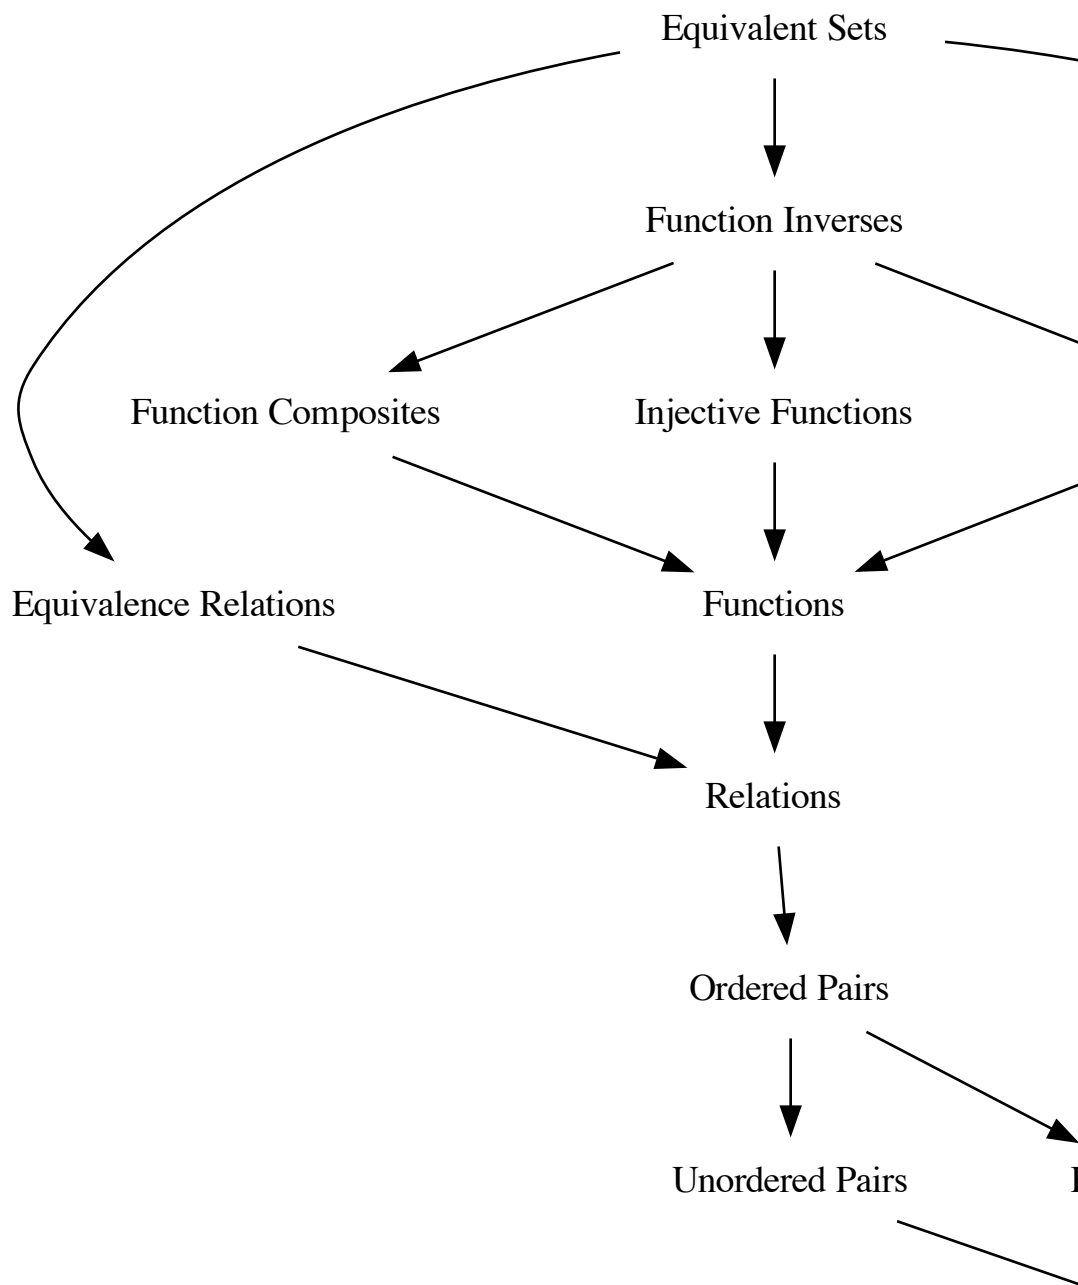 Equivalent Sets
Function Inverses
Function Composites
Injective Functions
Equivalence Relations
Functions
Relations
Ordered Pairs
Unordered Pairs